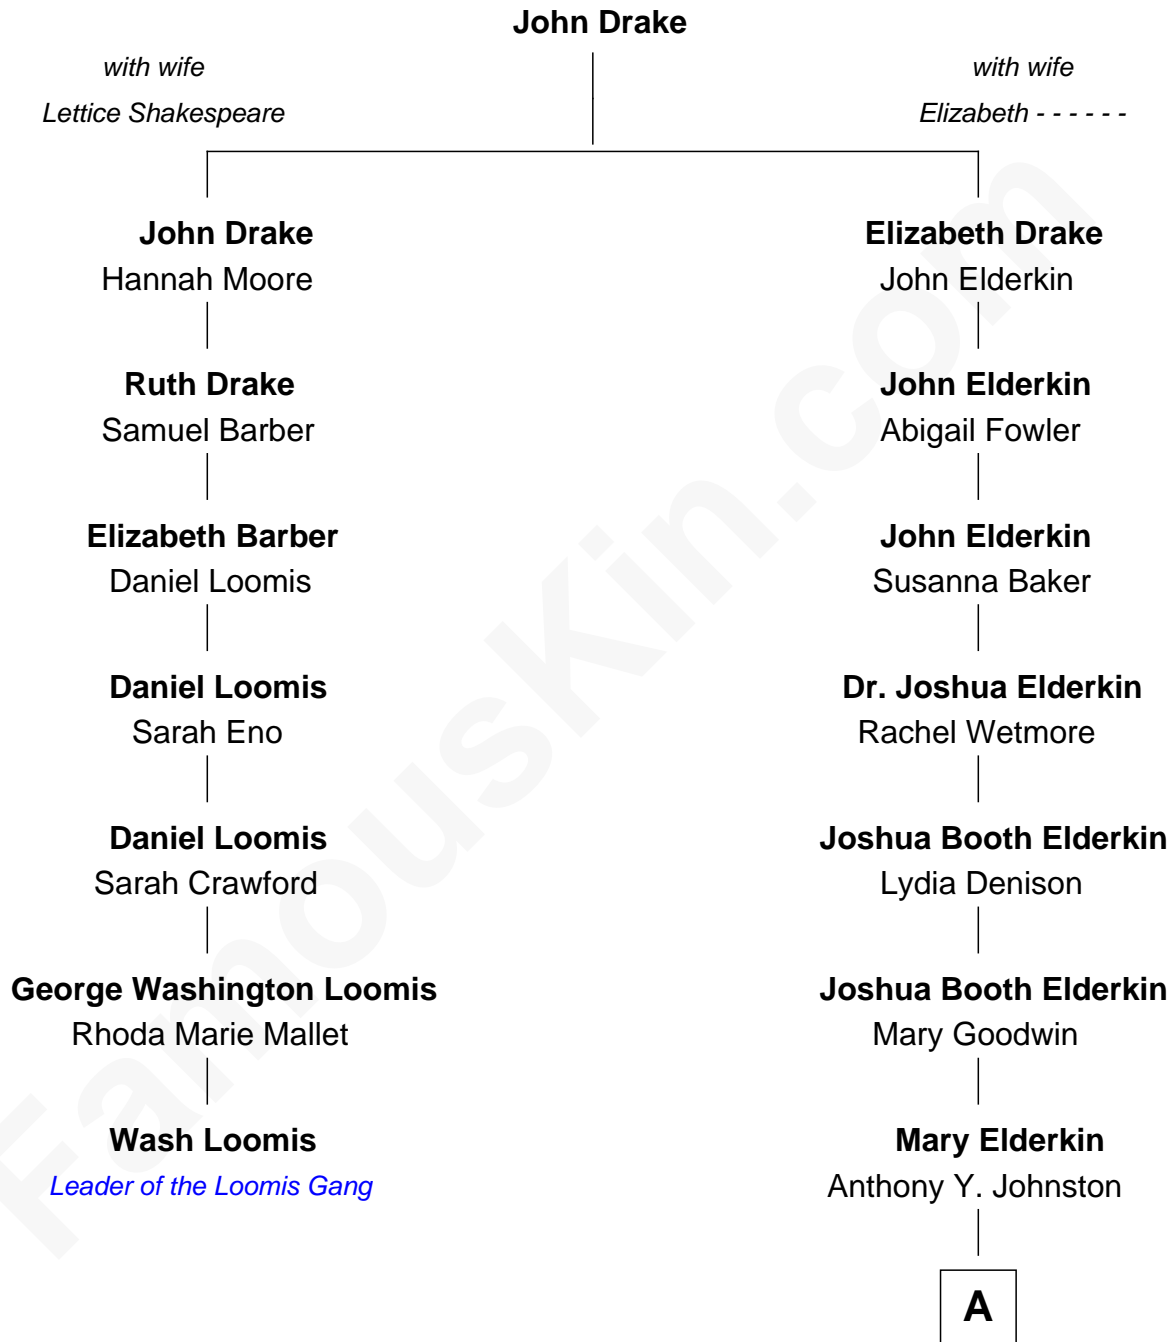 John Drake
with wife
Lettice Shakespeare
with wife
Elizabeth - - - - - -
John Drake
Hannah Moore
Elizabeth Drake
John Elderkin
Ruth Drake
Samuel Barber
John Elderkin
Abigail Fowler
Elizabeth Barber
Daniel Loomis
John Elderkin
Susanna Baker
Daniel Loomis
Sarah Eno
Dr. Joshua Elderkin
Rachel Wetmore
Daniel Loomis
Sarah Crawford
Joshua Booth Elderkin
Lydia Denison
George Washington Loomis
Rhoda Marie Mallet
Joshua Booth Elderkin
Mary Goodwin
Wash Loomis
Leader of the Loomis Gang
Mary Elderkin
Anthony Y. Johnston
A
FamousKin.com